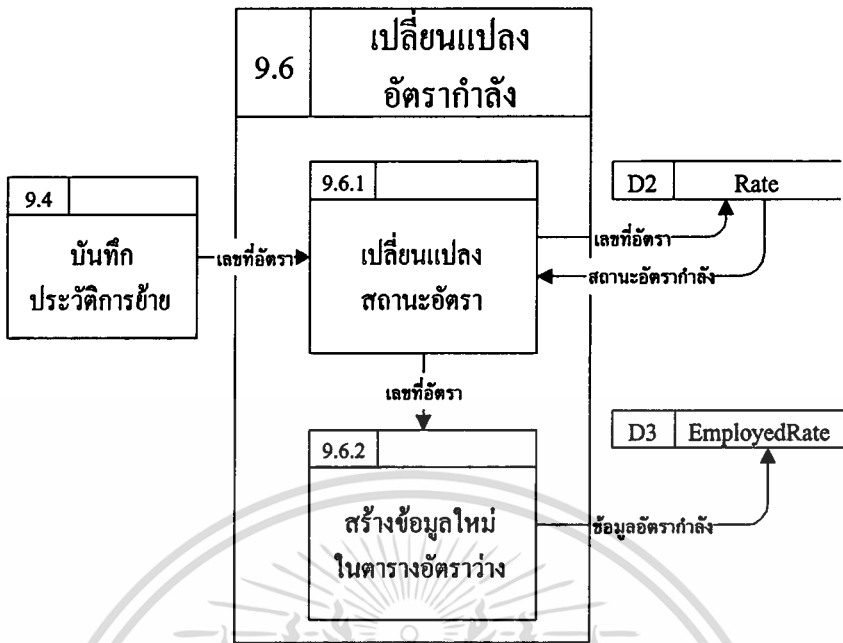 9.6
เปลี่ยนแปลง
อัตรากำลัง
9.4
บันทึก
ประวัติการย้าย
เลขที่อัตรา
9.6.1
เปลี่ยนแปลง
สถานะอัตรา
D2 Rate
เลขที่อัตรา
สถานะอัตรากำลัง
เลขที่อัตรา
9.6.2
สร้างข้อมูลใหม่
ในตารางอัตราว่าง
D3 EmployedRate
ข้อมูลอัตรากำลัง